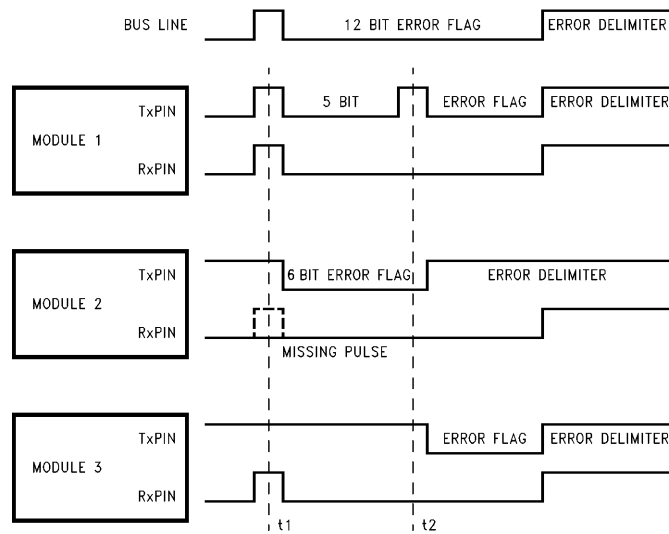 BUS LINE 12 BIT ERROR FLAG ERROR DELIMITER
TxPIN 5 BIT ERROR FLAG ERROR DELIMITER
MODULE 1
RxPIN
TxPIN 6 BIT ERROR FLAG ERROR DELIMITER
MODULE 2
RxPIN
MISSING PULSE
TxPIN ERROR FLAG ERROR DELIMITER
MODULE 3
RxPIN
t1 t2